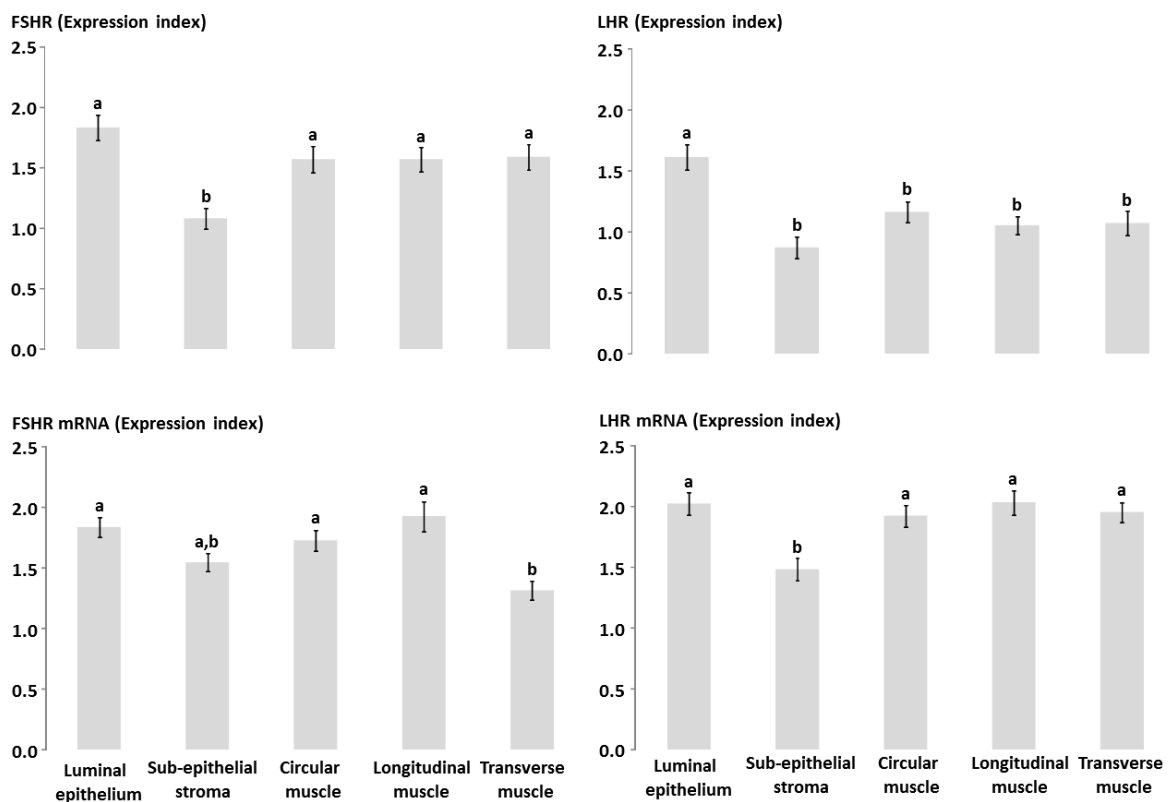 FSHR (Expression index)
2.5
2.0
1.5
1.0
0.5
0.0
a
b
a
a
a
LHR (Expression index)
2.5
2.0
1.5
1.0
0.5
0.0
a
b
b
b
b
FSHR mRNA (Expression index)
2.5
2.0
1.5
1.0
0.5
0.0
a
a,b
a
a
b
Luminal
epithelium
Sub-epithelial
stroma
Circular
muscle
Longitudinal
muscle
Transverse
muscle
LHR mRNA (Expression index)
2.5
2.0
1.5
1.0
0.5
0.0
a
b
a
a
a
Luminal
epithelium
Sub-epithelial
stroma
Circular
muscle
Longitudinal
muscle
Transverse
muscle